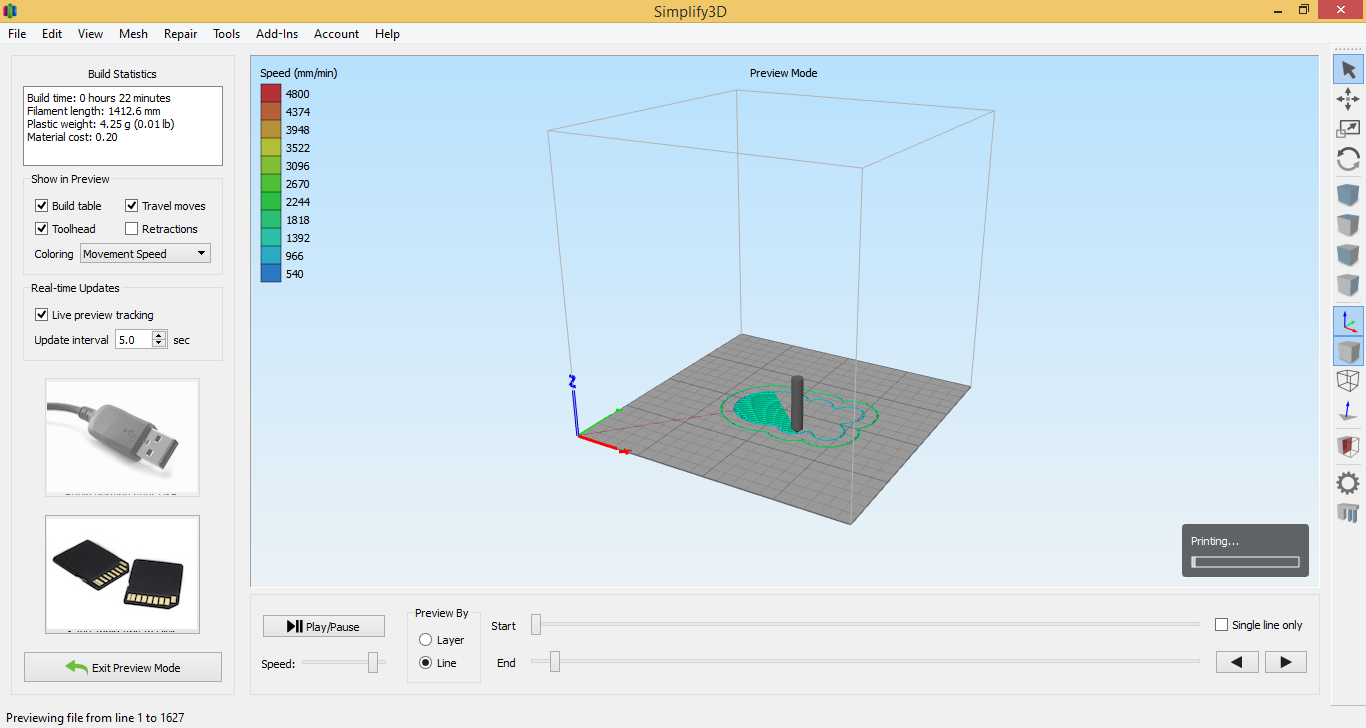 Simplify3D
File Edit View Mesh Repair Tools Add-Ins Account Help
Build Statistics
Build time: 0 hours 22 minutes
Filament length: 1412.6 mm
Plastic weight: 4.25 g (0.01 lb)
Material cost: 0.20
Show in Preview
Build table Travel moves
Toolhead Retractions
Coloring Movement Speed
Real-time Updates
Live preview tracking
Update interval 5.0 sec
Exit Preview Mode
Speed (mm/min)
4800
4374
3948
3522
3096
2670
2244
1818
1392
966
540
Preview Mode
Z
Printing...
Play/Pause
Speed:
Preview By
Layer
Line
Start
End
Single line only
Previewing file from line 1 to 1627